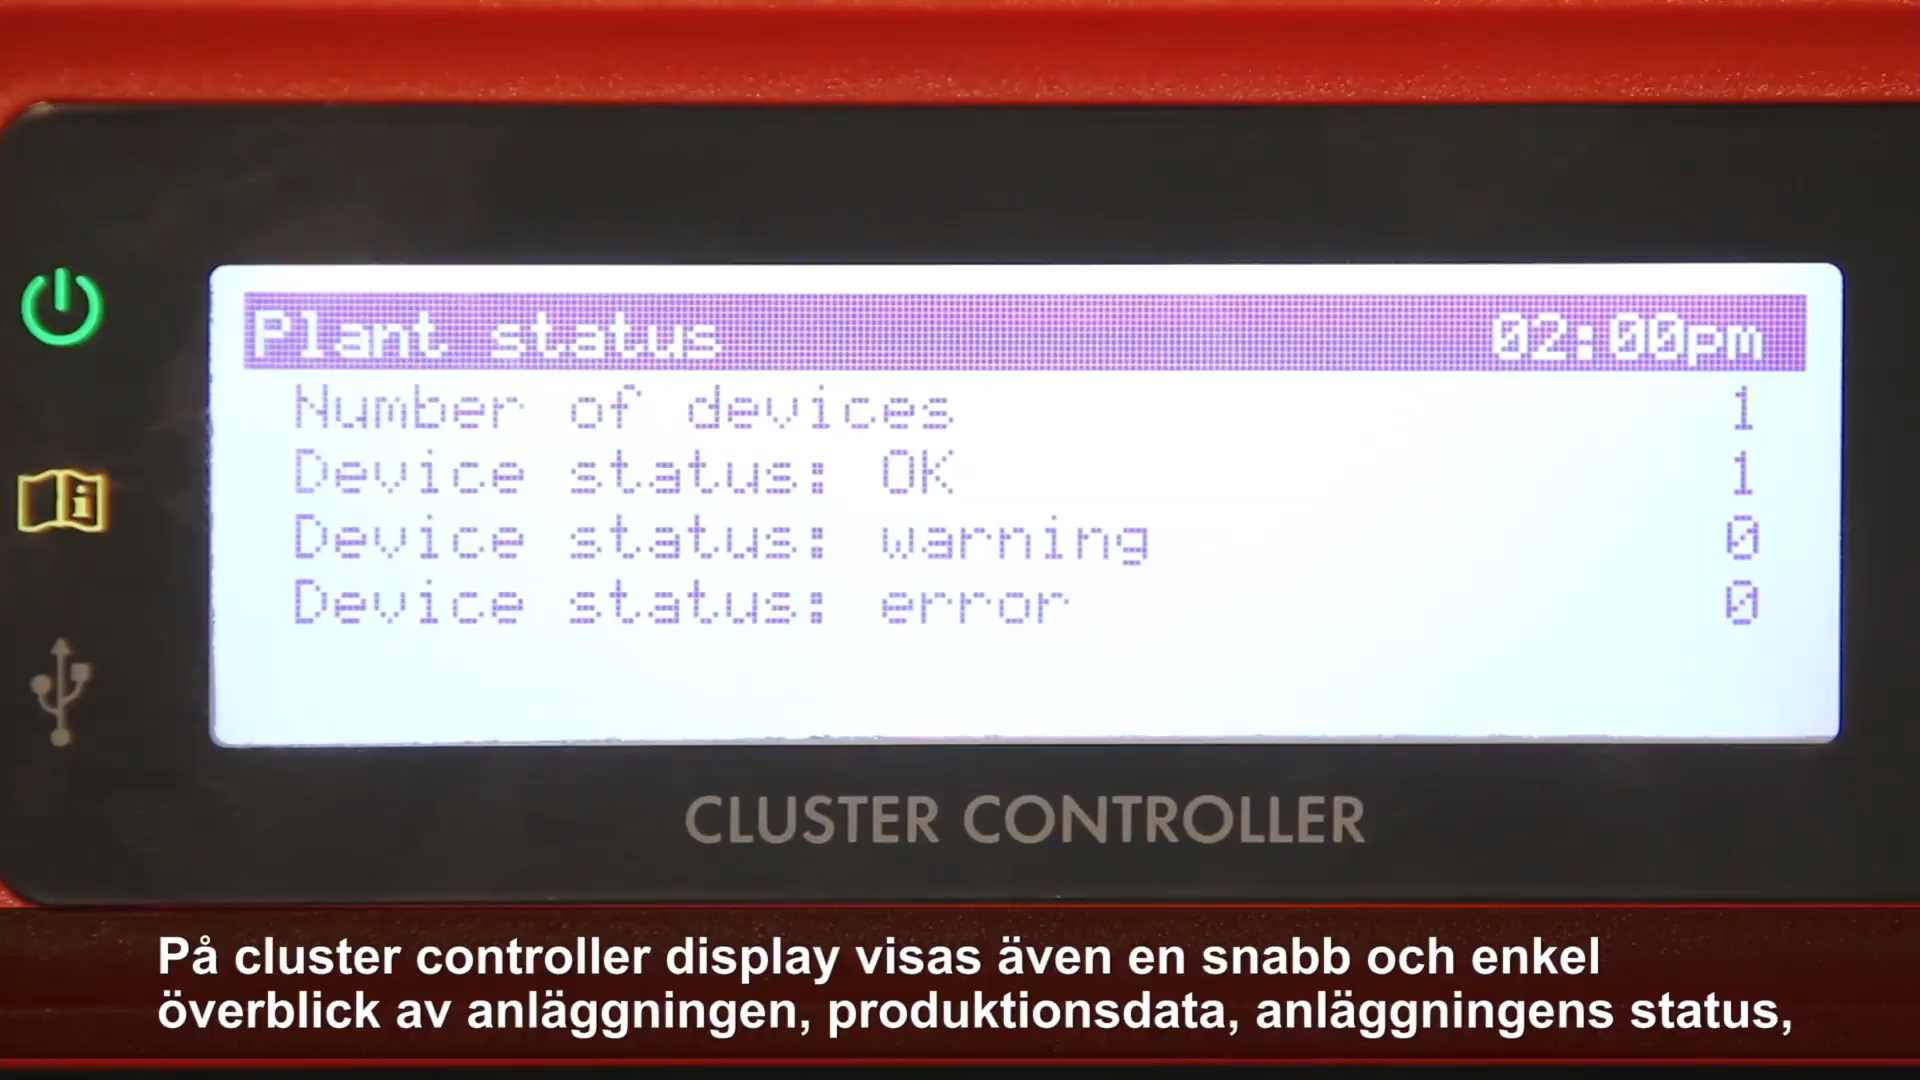 Plant status 02:00pm
Number of devices 1
Device status: OK 1
Device status: warning 0
Device status: error 0
CLUSTER CONTROLLER
På cluster controller display visas även en snabb och enkel
överblick av anläggningen, produktionsdata, anläggningens status,